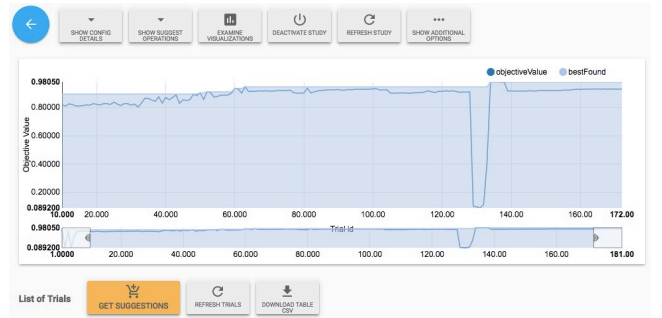 SHOW CONFIG
DETAILS
SHOW SUGGEST
OPERATIONS
EXAMINE
VISUALIZATIONS
DEACTIVATE STUDY
REFRESH STUDY
SHOW ADDITIONAL
OPTIONS
objectiveValue bestFound
Objective Value
0.98050
0.80000
0.60000
0.40000
0.20000
0.089200
10.000 20.000 40.000 60.000 80.000 100.00 120.00 140.00 160.00 172.00
Trial Id
0.98050
0.089200
1.0000 20.000 40.000 60.000 80.000 100.00 120.00 140.00 160.00 181.00
List of Trials
GET SUGGESTIONS
REFRESH TRIALS
DOWNLOAD TABLE
CSV